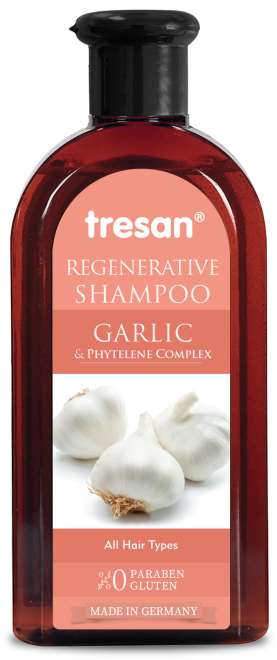 tresan®
REGENERATIVE
SHAMPOO
GARLIC
& PHYTELENE COMPLEX
All Hair Types
0 PARABEN
GLUTEN
MADE IN GERMANY